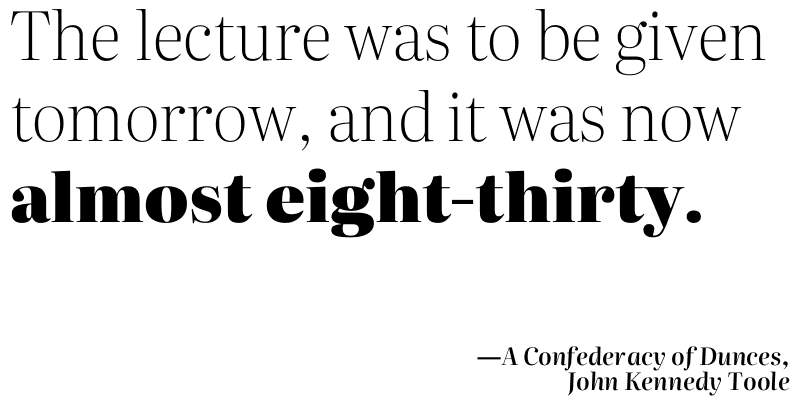 The lecture was to be given
tomorrow, and it was now
almost eight-thirty.
—A Confederacy of Dunces,
John Kennedy Toole